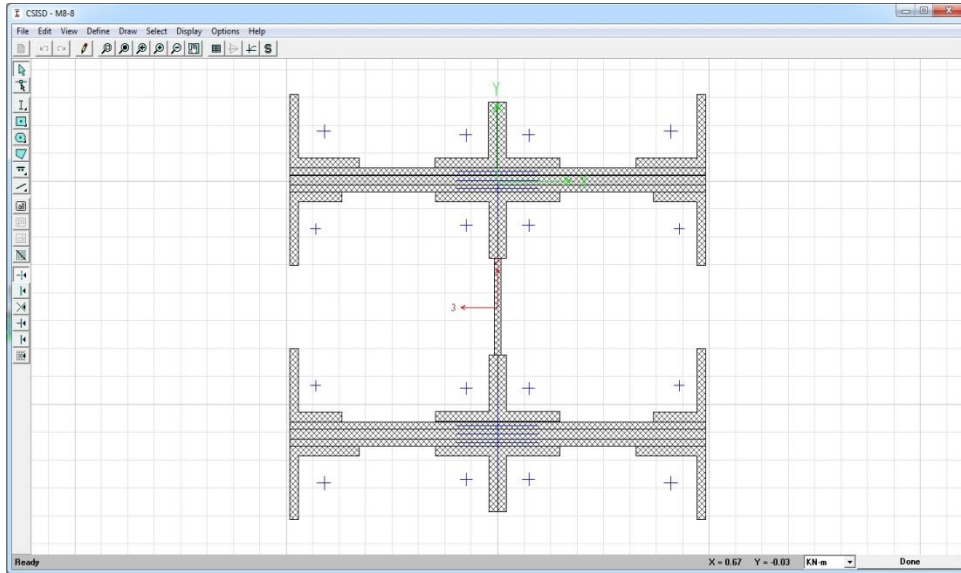 CSISD - M8-8
File Edit View Define Draw Select Display Options Help
Y
X
3
Ready X = 0.67 Y = -0.03 KN-m Done